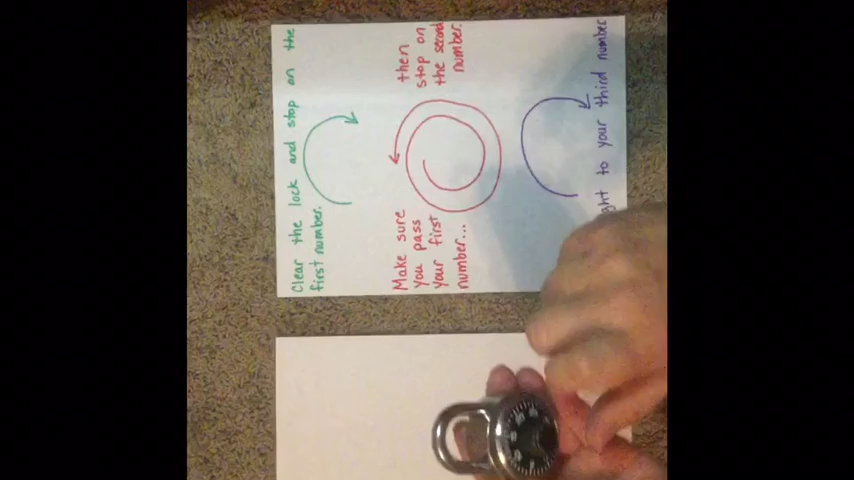 Clear the lock and stop on the
first number.
Make sure
you pass
your first
number...
then
stop on
the second
number.
to your third number